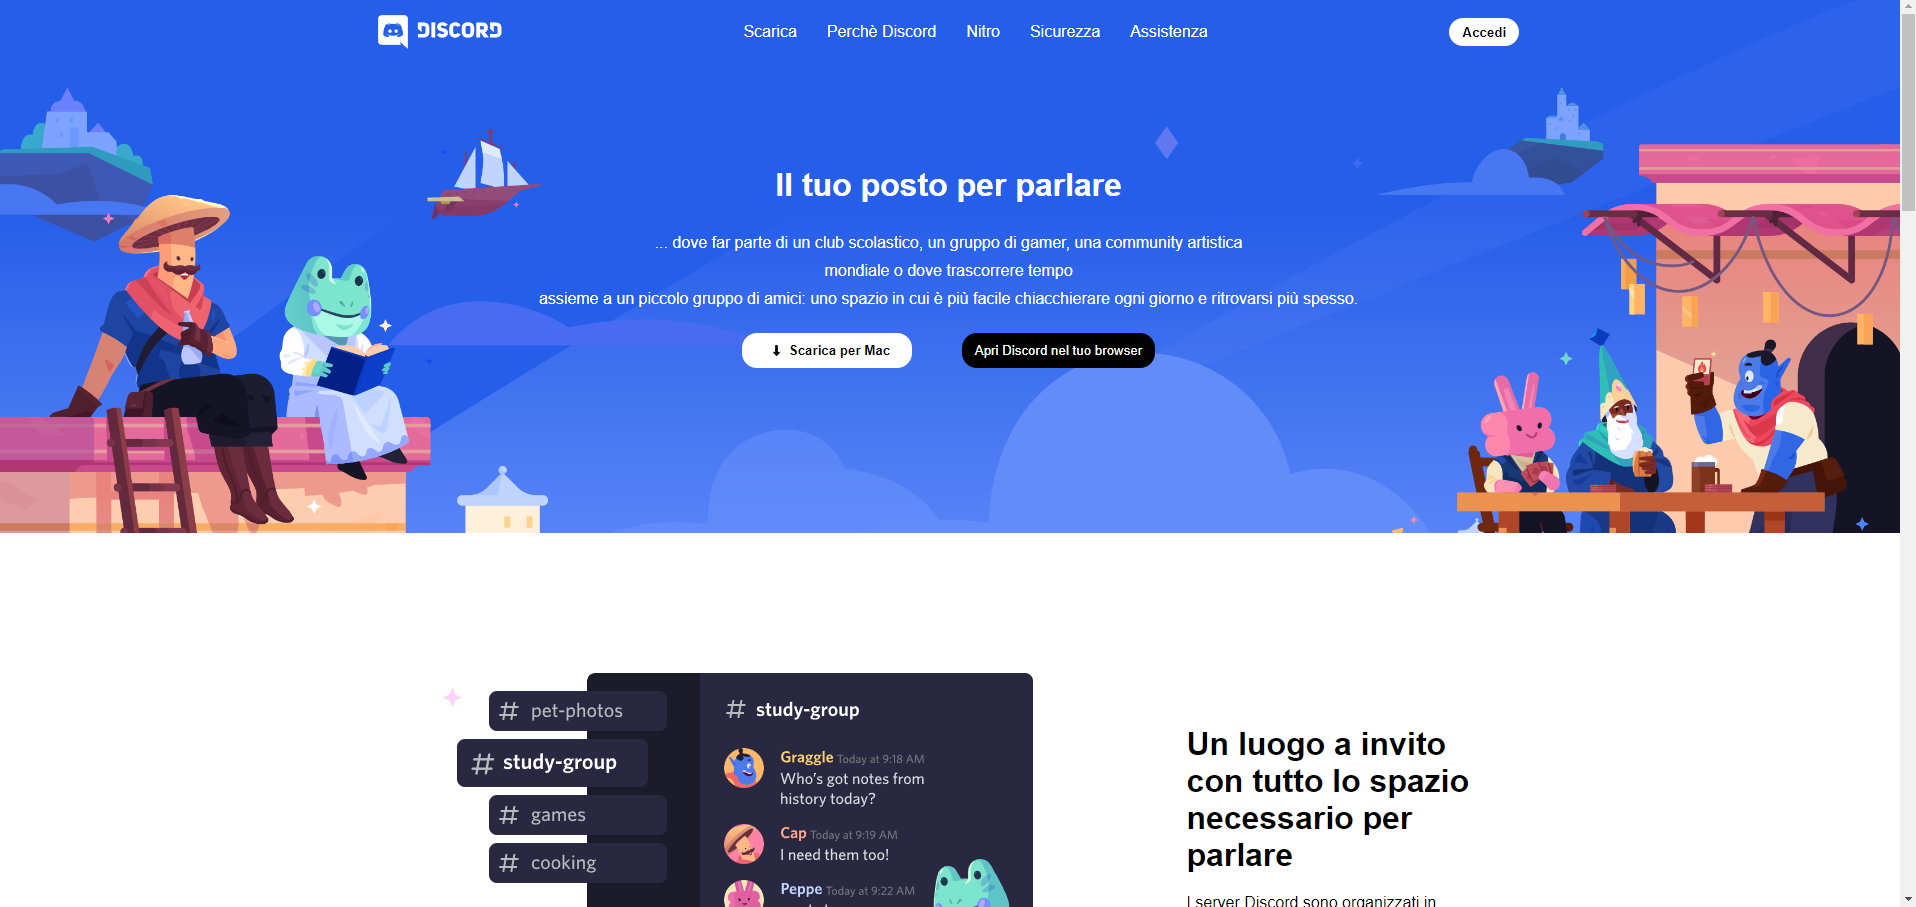 DISCORD
Scarica
Perchè Discord
Nitro
Sicurezza
Assistenza
Accedi
Il tuo posto per parlare
... dove far parte di un club scolastico, un gruppo di gamer, una community artistica
mondiale o dove trascorrere tempo
assieme a un piccolo gruppo di amici: uno spazio in cui è più facile chiacchierare ogni giorno e ritrovarsi più spesso.
⬇ Scarica per Mac
Apri Discord nel tuo browser
# pet-photos
# study-group
# games
# cooking
# study-group
Graggle Today at 9:18 AM
Who's got notes from
history today?
Cap Today at 9:19 AM
I need them too!
Peppe Today at 9:22 AM
Un luogo a invito
con tutto lo spazio
necessario per
parlare
I server Discord sono organizzati in